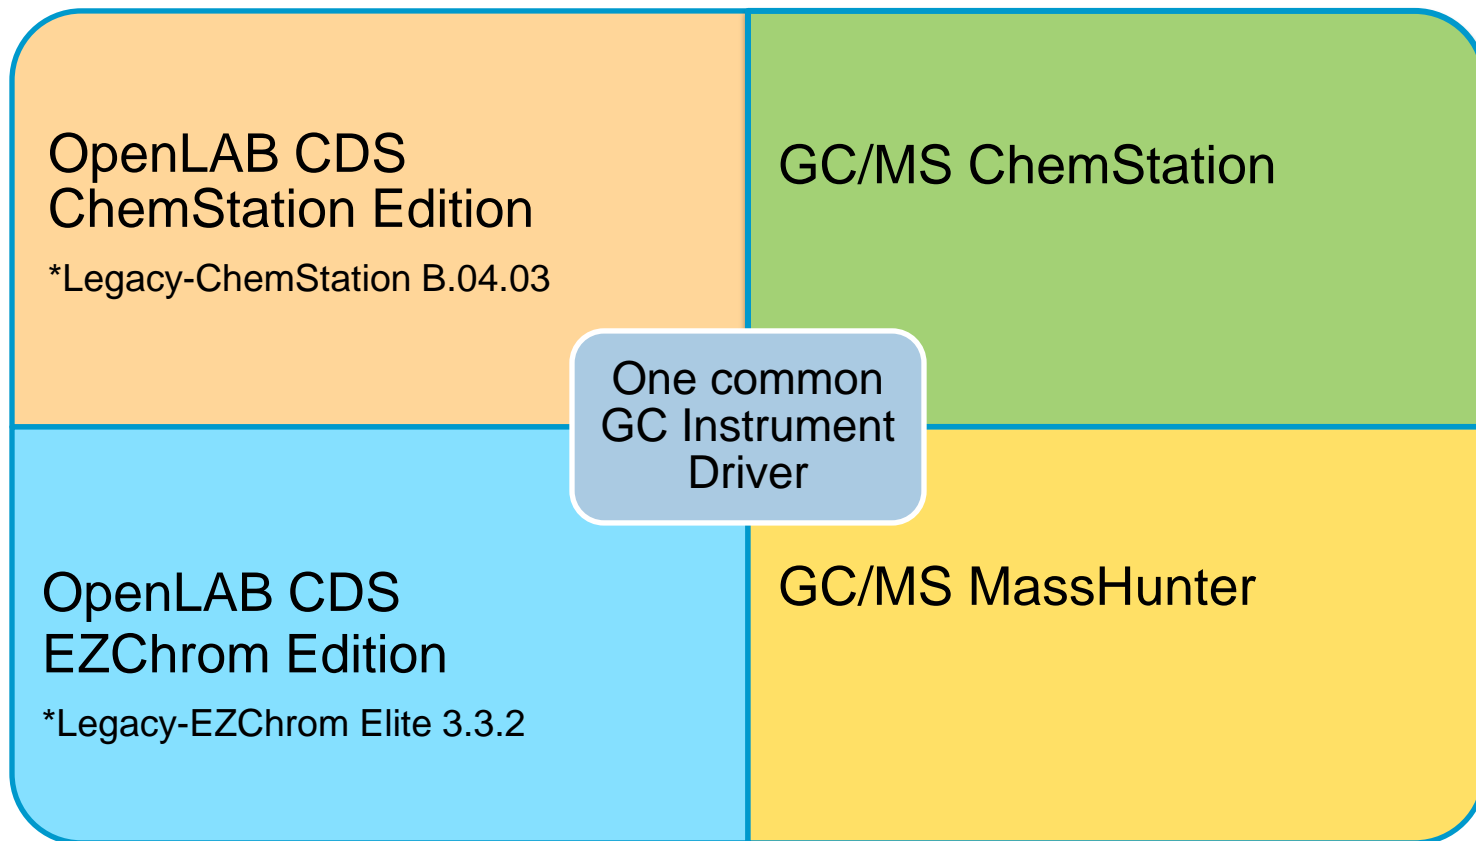 OpenLAB CDS
ChemStation Edition
*Legacy-ChemStation B.04.03
GC/MS ChemStation
One common
GC Instrument
Driver
OpenLAB CDS
EZChrom Edition
*Legacy-EZChrom Elite 3.3.2
GC/MS MassHunter